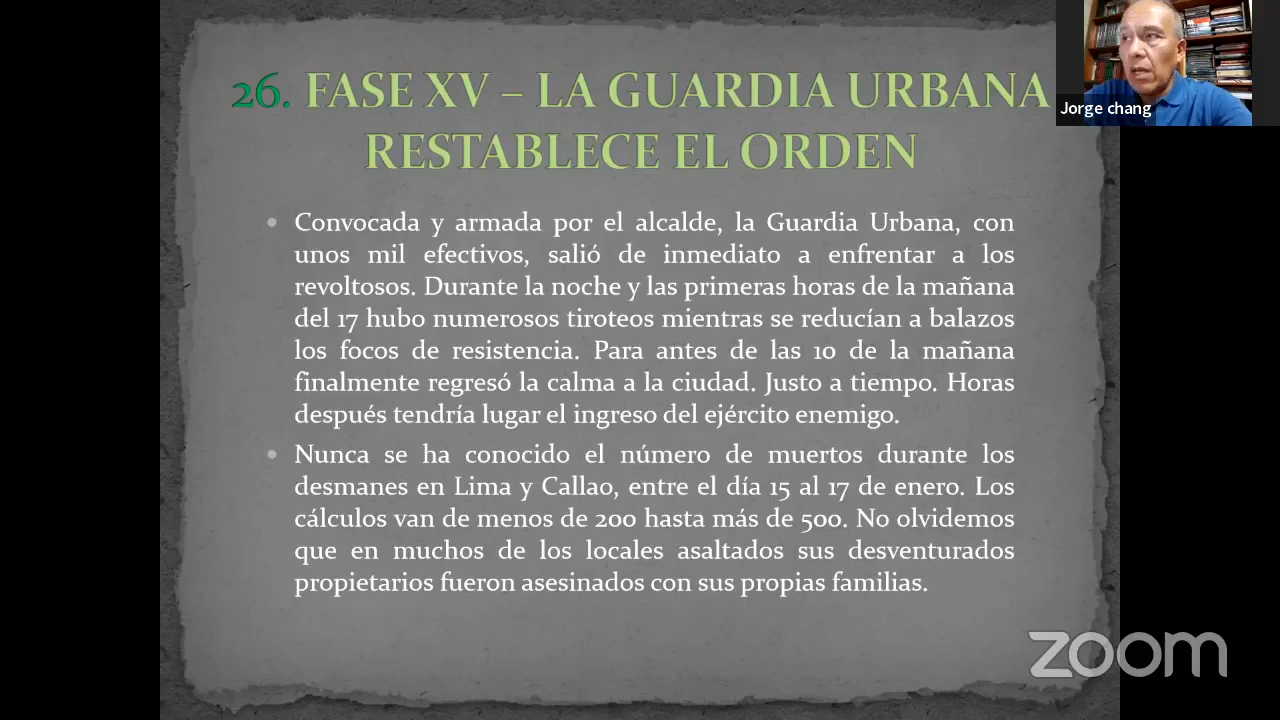 26. FASE XV – LA GUARDIA URBANA
RESTABLECE EL ORDEN
Jorge chang
• Convocada y armada por el alcalde, la Guardia Urbana, con
unos mil efectivos, salió de inmediato a enfrentar a los
revoltosos. Durante la noche y las primeras horas de la mañana
del 17 hubo numerosos tiroteos mientras se reducían a balazos
los focos de resistencia. Para antes de las 10 de la mañana
finalmente regresó la calma a la ciudad. Justo a tiempo. Horas
después tendría lugar el ingreso del ejército enemigo.
• Nunca se ha conocido el número de muertos durante los
desmanes en Lima y Callao, entre el día 15 al 17 de enero. Los
cálculos van de menos de 200 hasta más de 500. No olvidemos
que en muchos de los locales asaltados sus desventurados
propietarios fueron asesinados con sus propias familias.
zoom